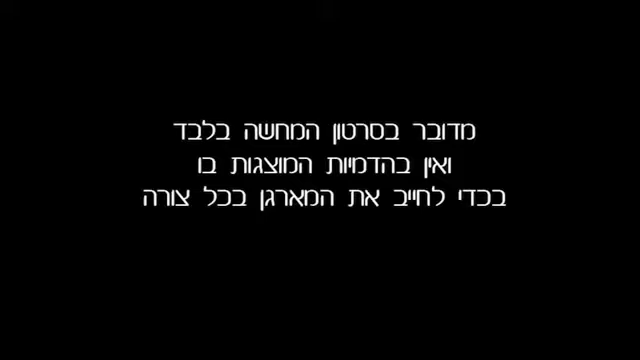 מדובר בסרטון המחשה בלבד
ואין בהדמיות המוצגות בו
בכדי לחייב את המארגן בכל צורה